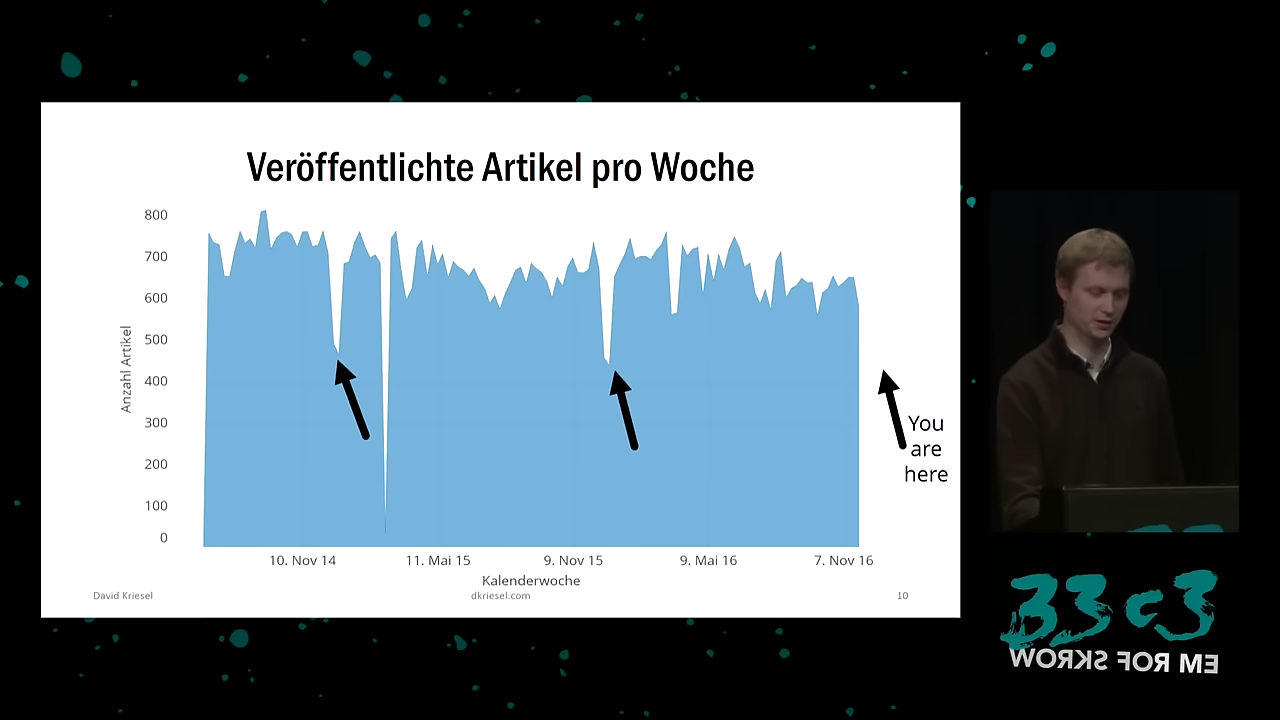 Veröffentlichte Artikel pro Woche
800
700
600
500
400
300
200
100
0
Anzahl Artikel
You
are
here
10. Nov 14
11. Mai 15
9. Nov 15
9. Mai 16
7. Nov 16
Kalenderwoche
David Kriesel
dkriesel.com
10
33c3
WORKS FOR ME